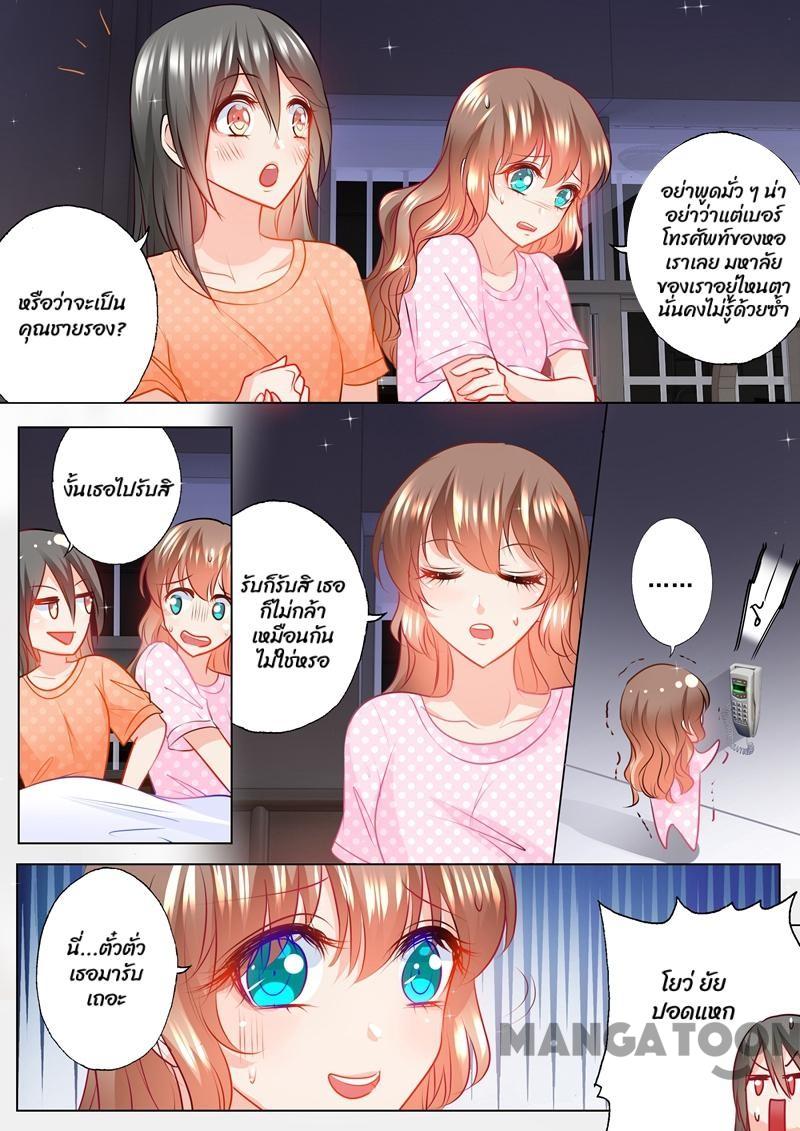 หรือว่าจะเป็น
คุณชายรอง?
อย่าพูดมั่ว ๆ น่า
อย่าว่าแต่เบอร์
โทรศัพท์ของหอ
เราเลย มหาลัย
ของเราอยู่ไหนตา
นั่นคงไม่รู้ด้วยซ้ำ
งั้นเธอไปรับสิ
รับก็รับสิ เธอ
ก็ไม่กล้า
เหมือนกัน
ไม่ใช่หรอ
......
นี่...ตั๋วตั่ว
เธอมารับ
เถอะ
โยว่ ยัย
ปอดแหก
MANGATOON